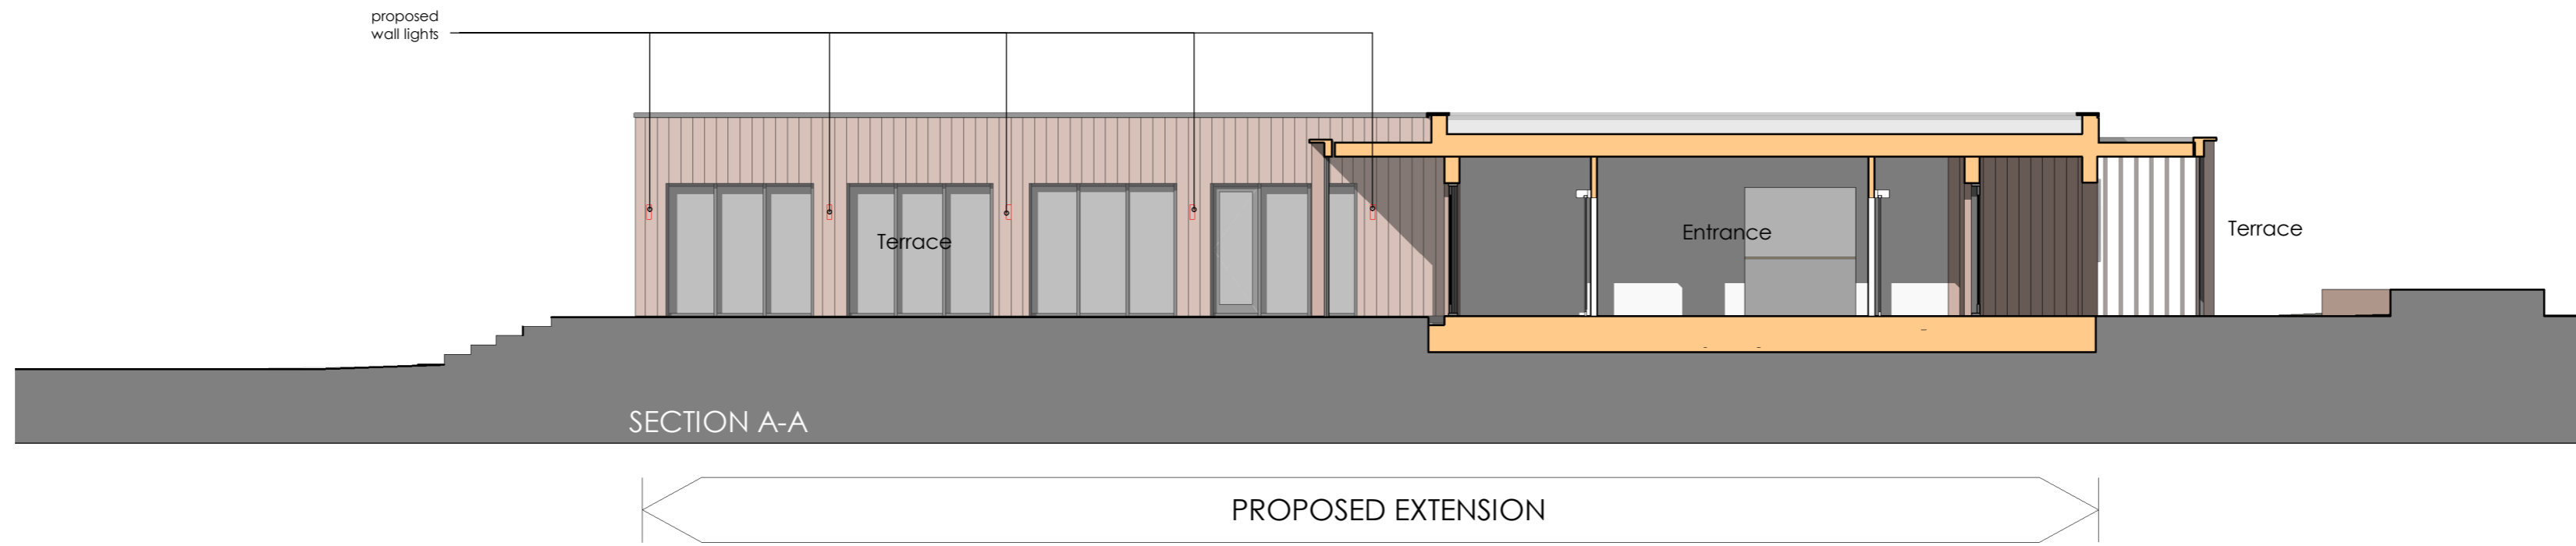 proposed
wall lights
Terrace
Entrance
Terrace
SECTION A-A
PROPOSED EXTENSION